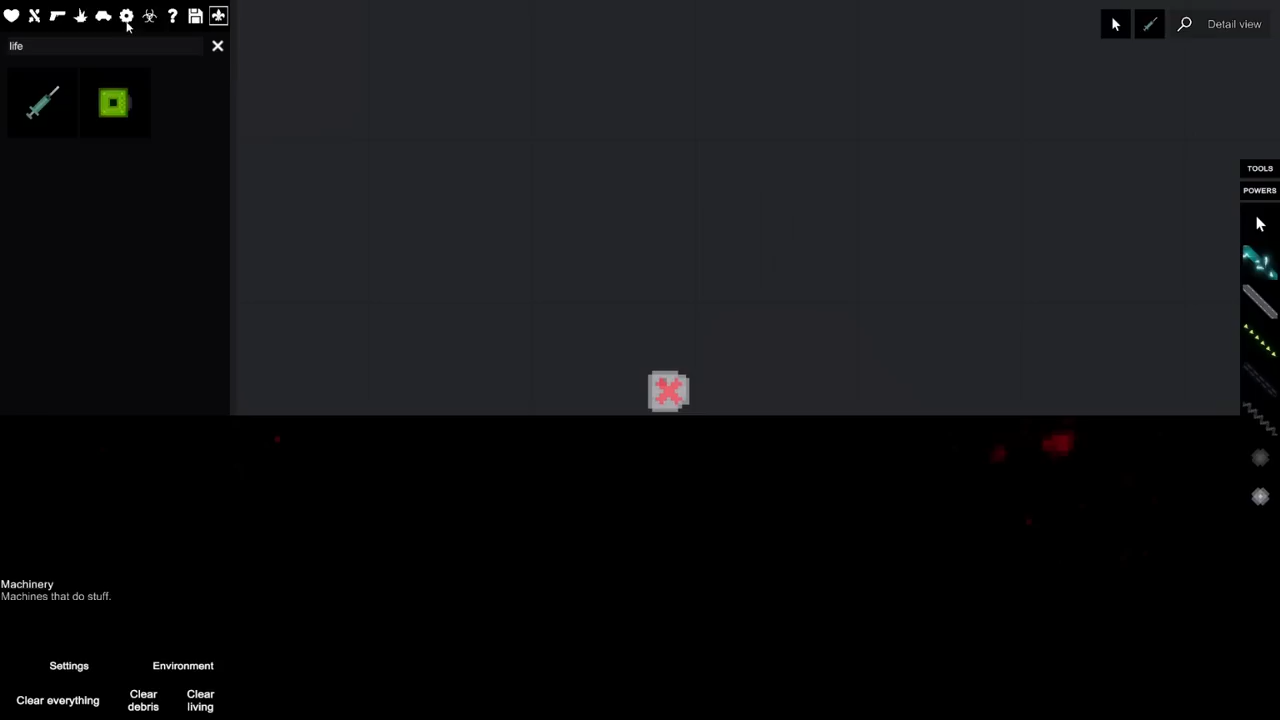 life
Detail view
TOOLS
POWERS
Machinery
Machines that do stuff.
Settings
Environment
Clear everything
Clear
debris
Clear
living